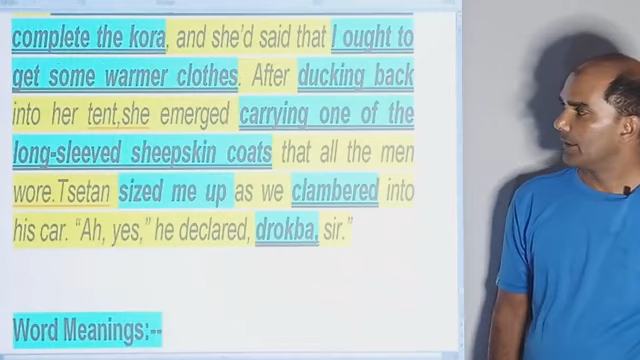 complete the kora, and she'd said that I ought to
get some warmer clothes. After ducking back
into her tent,she emerged carrying one of the
long-sleeved sheepskin coats that all the men
wore.Tsetan sized me up as we clambered into
his car. "Ah, yes," he declared, drokba, sir."
Word Meanings:--